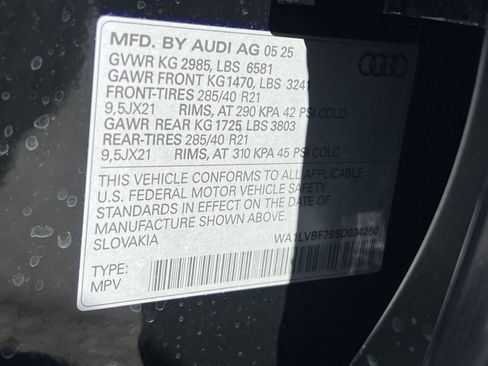 MFD. BY AUDI AG 05 25
GVWR KG 2985, LBS 6581
GAWR FRONT KG1470, LBS 3241
FRONT-TIRES 285/40 R21
9,5JX21 RIMS, AT 290 KPA 42 PSI COLD
GAWR REAR KG 1725, LBS 3803
REAR-TIRES 285/40 R21
9,5JX21 RIMS, AT 310 KPA 45 PSI COLD
THIS VEHICLE CONFORMS TO ALL APPLICABLE
U.S. FEDERAL MOTOR VEHICLE SAFETY
STANDARDS IN EFFECT ON THE DATE OF
MANUFACTURE SHOWN ABOVE.
SLOVAKIA WA1LVBF79SD034250
TYPE:
MPV